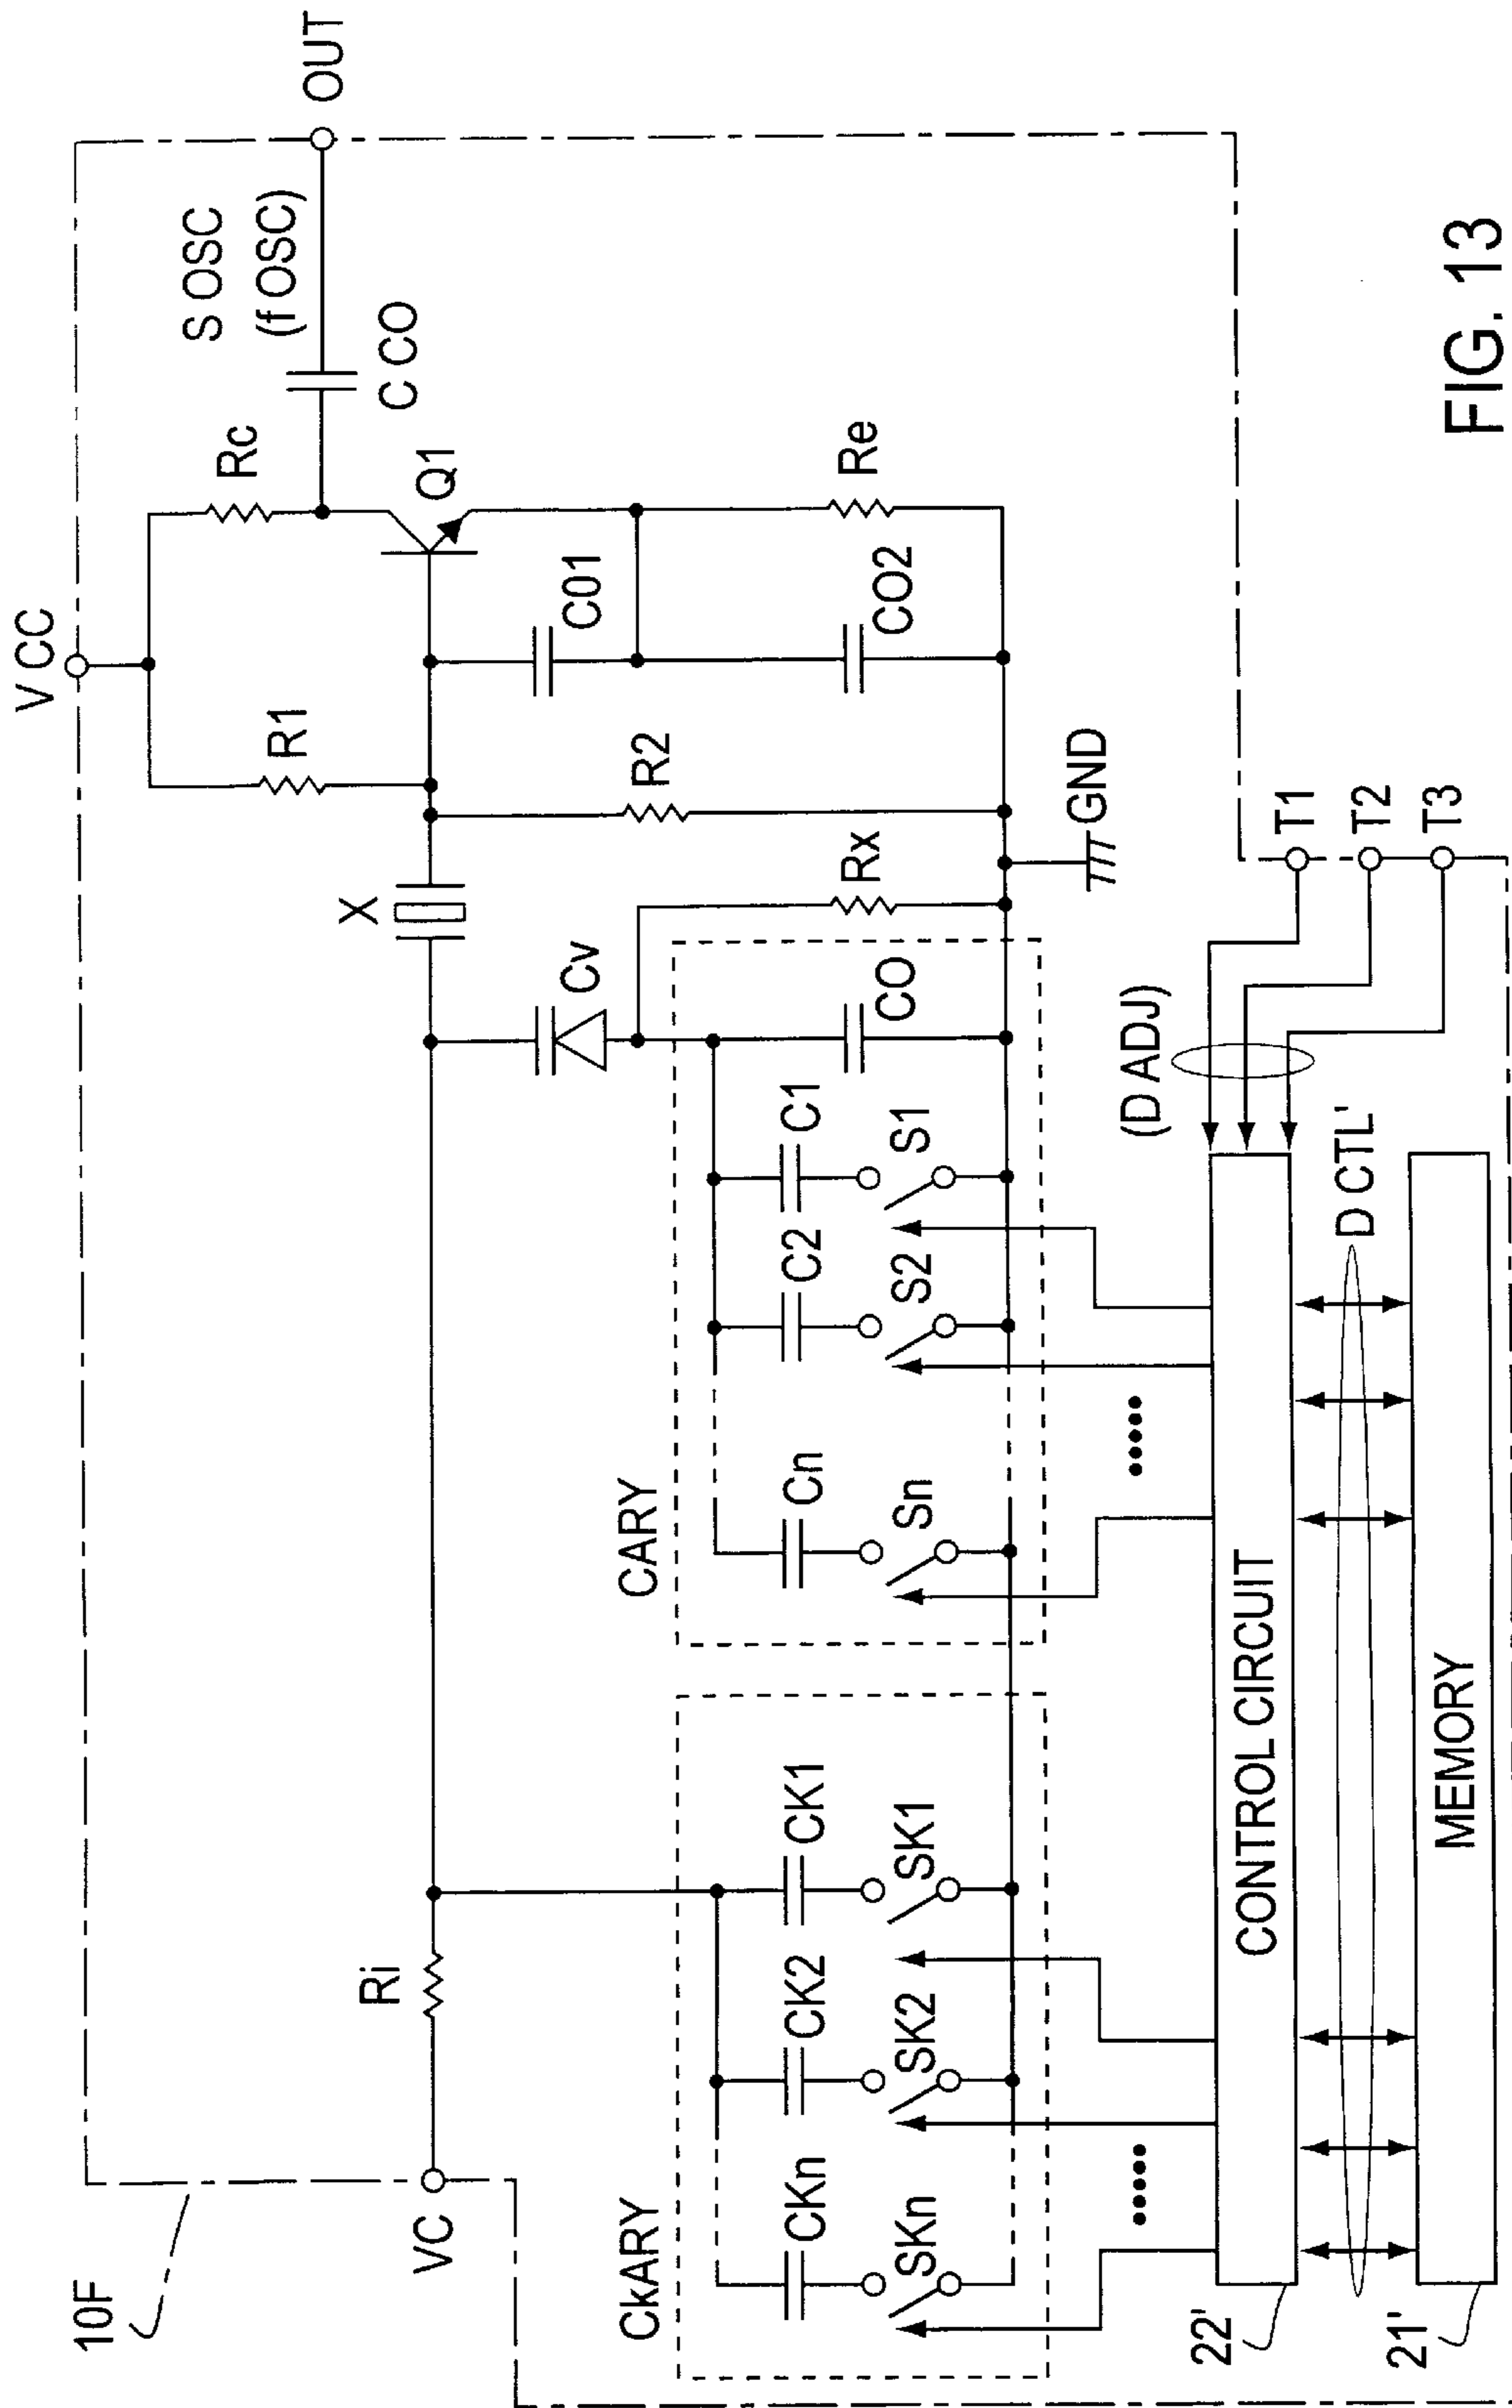 10F
V CC
VC
Ri
X
R1
Rc
S OSC
(f OSC)
OUT
C CO
Q1
C01
CO2
Re
R2
Rx
Cv
GND
CkARY
CKn
CK2
CK1
SKn
SK2
SK1
CARY
Cn
C2
C1
CO
Sn
S2
S1
(D ADJ)
T1
T2
T3
22'
CONTROL CIRCUIT
D CTL'
21'
MEMORY
FIG. 13